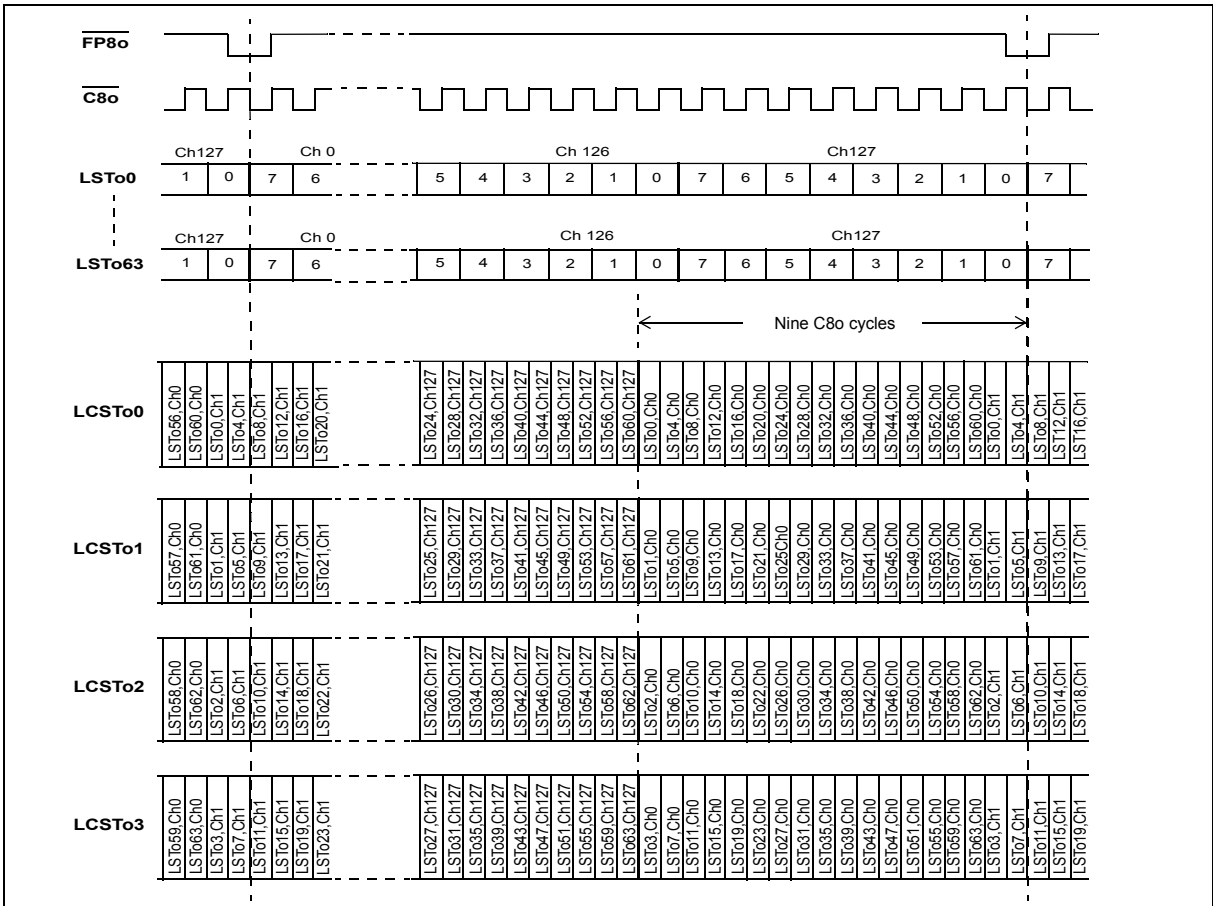 FP8o
C8o
Ch127 Ch 0 Ch 126 Ch127
LSTo0 1 0 7 6 5 4 3 2 1 0 7 6 5 4 3 2 1 0 7
Ch127 Ch 0 Ch 126 Ch127
LSTo63 1 0 7 6 5 4 3 2 1 0 7 6 5 4 3 2 1 0 7
Nine C8o cycles
LCSTo0
LSTo56,Ch0
LSTo60,Ch0
LSTo0,Ch1
LSTo4,Ch1
LSTo8,Ch1
LSTo12,Ch1
LSTo16,Ch1
LSTo20,Ch1
LSTo24,Ch127
LSTo28,Ch127
LSTo32,Ch127
LSTo36,Ch127
LSTo40,Ch127
LSTo44,Ch127
LSTo48,Ch127
LSTo52,Ch127
LSTo56,Ch127
LSTo60,Ch127
LSTo0,Ch0
LSTo4,Ch0
LSTo8,Ch0
LSTo12,Ch0
LSTo16,Ch0
LSTo20,Ch0
LSTo24,Ch0
LSTo28,Ch0
LSTo32,Ch0
LSTo36,Ch0
LSTo40,Ch0
LSTo44,Ch0
LSTo48,Ch0
LSTo52,Ch0
LSTo56,Ch0
LSTo60,Ch0
LSTo0,Ch1
LSTo4,Ch1
LSTo8,Ch1
LST12,Ch1
LST16,Ch1
LCSTo1
LSTo57,Ch0
LSTo61,Ch0
LSTo1,Ch1
LSTo5,Ch1
LSTo9,Ch1
LSTo13,Ch1
LSTo17,Ch1
LSTo21,Ch1
LSTo25,Ch127
LSTo29,Ch127
LSTo33,Ch127
LSTo37,Ch127
LSTo41,Ch127
LSTo45,Ch127
LSTo49,Ch127
LSTo53,Ch127
LSTo57,Ch127
LSTo61,Ch127
LSTo1,Ch0
LSTo5,Ch0
LSTo9,Ch0
LSTo13,Ch0
LSTo17,Ch0
LSTo21,Ch0
LSTo25Ch0
LSTo29,Ch0
LSTo33,Ch0
LSTo37,Ch0
LSTo41,Ch0
LSTo45,Ch0
LSTo49,Ch0
LSTo53,Ch0
LSTo57,Ch0
LSTo61,Ch0
LSTo1,Ch1
LSTo5,Ch1
LSTo9,Ch1
LSTo13,Ch1
LSTo17,Ch1
LCSTo2
LSTo58,Ch0
LSTo62,Ch0
LSTo2,Ch1
LSTo6,Ch1
LSTo10,Ch1
LSTo14,Ch1
LSTo18,Ch1
LSTo22,Ch1
LSTo26,Ch127
LSTo30,Ch127
LSTo34,Ch127
LSTo38,Ch127
LSTo42,Ch127
LSTo46,Ch127
LSTo50,Ch127
LSTo54,Ch127
LSTo58,Ch127
LSTo62,Ch127
LSTo2,Ch0
LSTo6,Ch0
LSTo10,Ch0
LSTo14,Ch0
LSTo18,Ch0
LSTo22,Ch0
LSTo26,Ch0
LSTo30,Ch0
LSTo34,Ch0
LSTo38,Ch0
LSTo42,Ch0
LSTo46,Ch0
LSTo50,Ch0
LSTo54,Ch0
LSTo58,Ch0
LSTo62,Ch0
LSTo2,Ch1
LSTo6,Ch1
LSTo10,Ch1
LSTo14,Ch1
LSTo18,Ch1
LCSTo3
LSTo59,Ch0
LSTo63,Ch0
LSTo3,Ch1
LSTo7,Ch1
LSTo11,Ch1
LSTo15,Ch1
LSTo19,Ch1
LSTo23,Ch1
LSTo27,Ch127
LSTo31,Ch127
LSTo35,Ch127
LSTo39,Ch127
LSTo43,Ch127
LSTo47,Ch127
LSTo51,Ch127
LSTo55,Ch127
LSTo59,Ch127
LSTo63,Ch127
LSTo3,Ch0
LSTo7,Ch0
LSTo11,Ch0
LSTo15,Ch0
LSTo19,Ch0
LSTo23,Ch0
LSTo27,Ch0
LSTo31,Ch0
LSTo35,Ch0
LSTo39,Ch0
LSTo43,Ch0
LSTo47,Ch0
LSTo51,Ch0
LSTo55,Ch0
LSTo59,Ch0
LSTo63,Ch0
LSTo3,Ch1
LSTo7,Ch1
LSTo11,Ch1
LSTo15,Ch1
LSTo19,Ch1